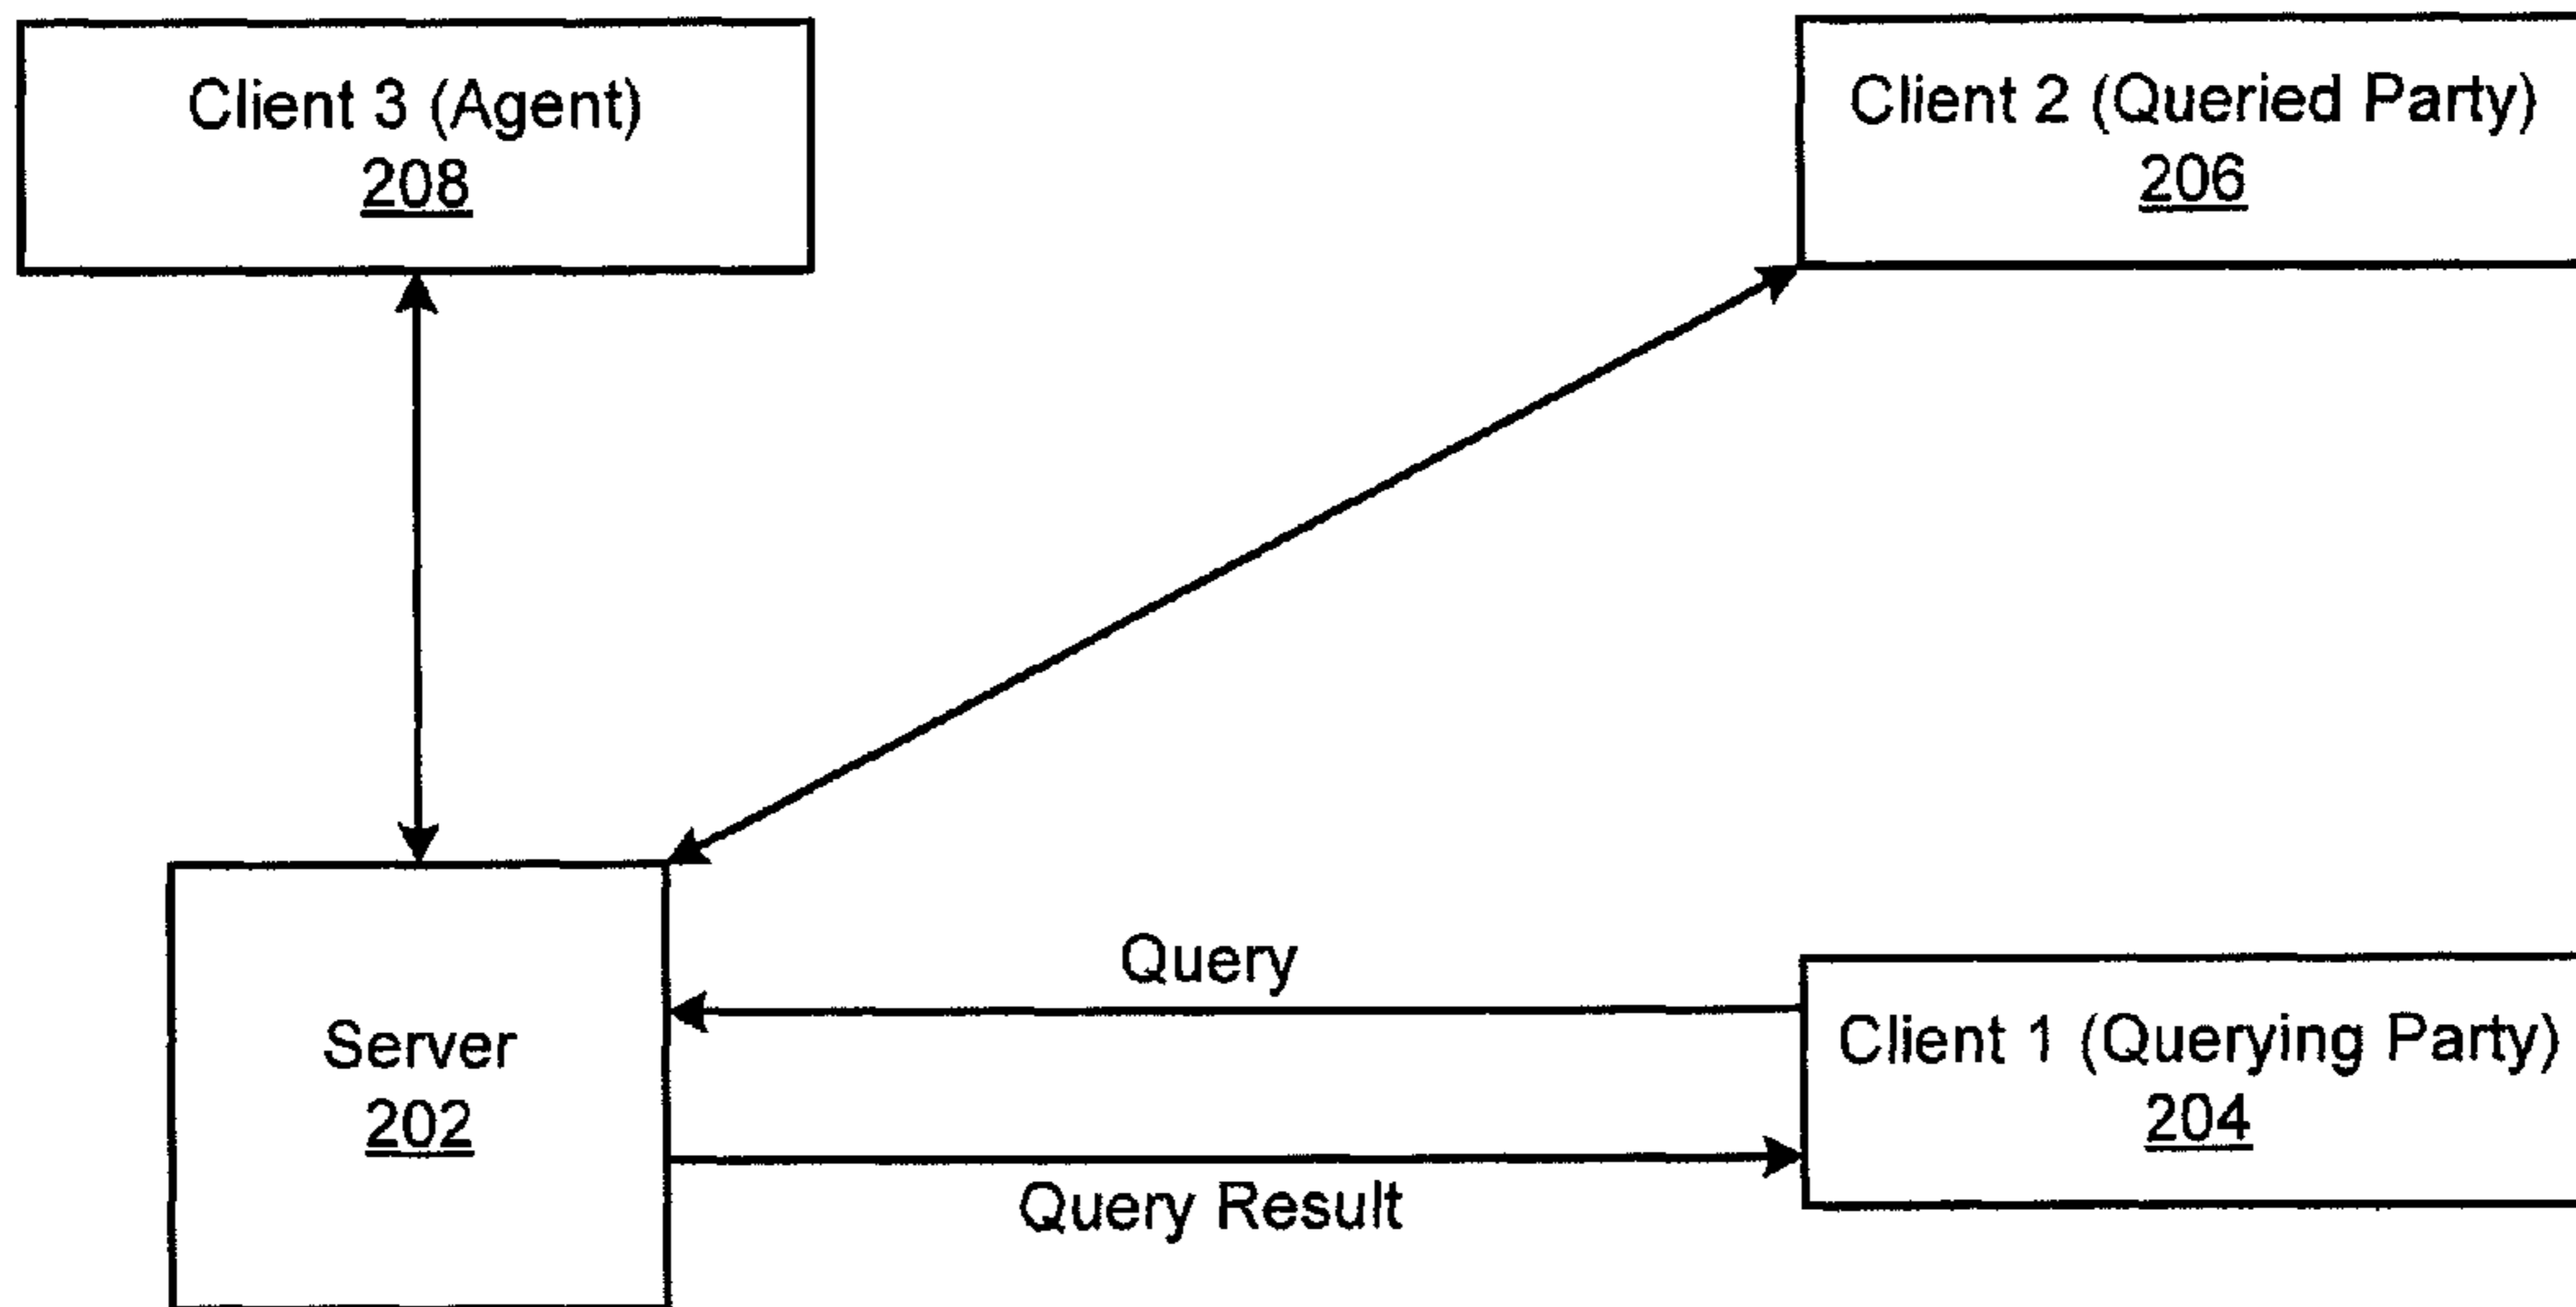 Client 3 (Agent)
208
Client 2 (Queried Party)
206
Query
Server
202
Client 1 (Querying Party)
204
Query Result